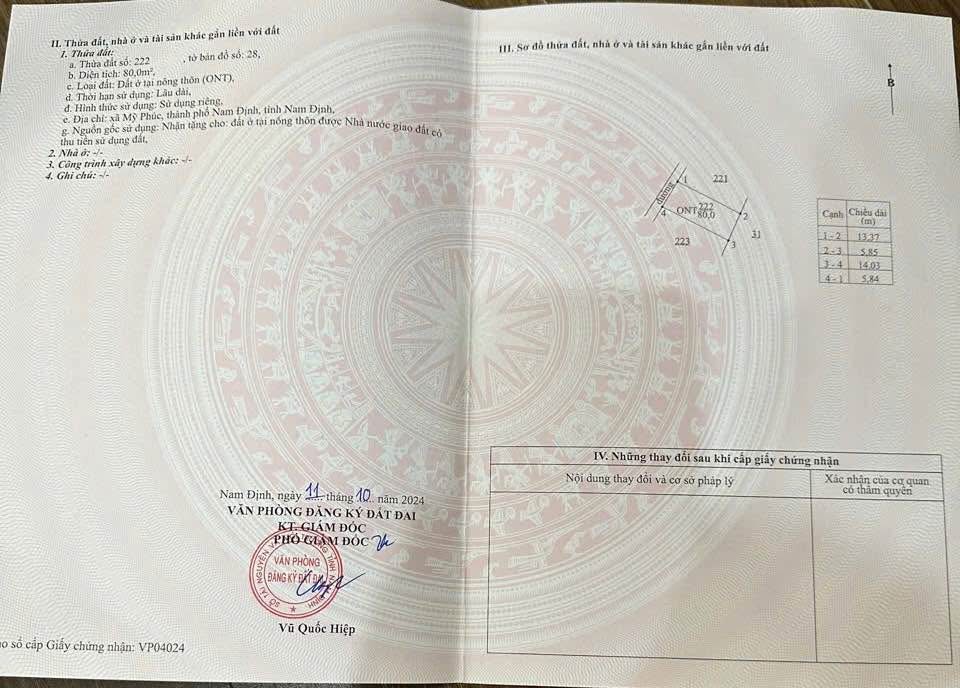 II. Thửa đất, nhà ở và tài sản khác gắn liền với đất
1. Thửa đất:
a. Thửa đất số: 222 , tờ bản đồ số: 28,
b. Diện tích: 80,0m²,
c. Loại đất: Đất ở tại nông thôn (ONT),
d. Thời hạn sử dụng: Lâu dài,
đ. Hình thức sử dụng: Sử dụng riêng,
e. Địa chỉ: xã Mỹ Phúc, thành phố Nam Định, tỉnh Nam Định,
g. Nguồn gốc sử dụng: Nhận tặng cho: đất ở tại nông thôn được Nhà nước giao đất có
thu tiền sử dụng đất,
2. Nhà ở: -/-
3. Công trình xây dựng khác: -/-
4. Ghi chú: -/-
Nam Định, ngày 11 tháng 10 năm 2024
VĂN PHÒNG ĐĂNG KÝ ĐẤT ĐAI
KT. GIÁM ĐỐC
PHÓ GIÁM ĐỐC
VĂN PHÒNG
ĐĂNG KÝ ĐẤT ĐAI
Vũ Quốc Hiệp
o sổ cấp Giấy chứng nhận: VP04024
III. Sơ đồ thửa đất, nhà ở và tài sản khác gắn liền với đất
B
đường
1
221
4
ONT 222
80,0
2
31
223
3
Cạnh Chiều dài
(m)
1 - 2 13,37
2 - 3 5,85
3 - 4 14,03
4 - 1 5,84
IV. Những thay đổi sau khi cấp giấy chứng nhận
Nội dung thay đổi và cơ sở pháp lý
Xác nhận của cơ quan
có thẩm quyền